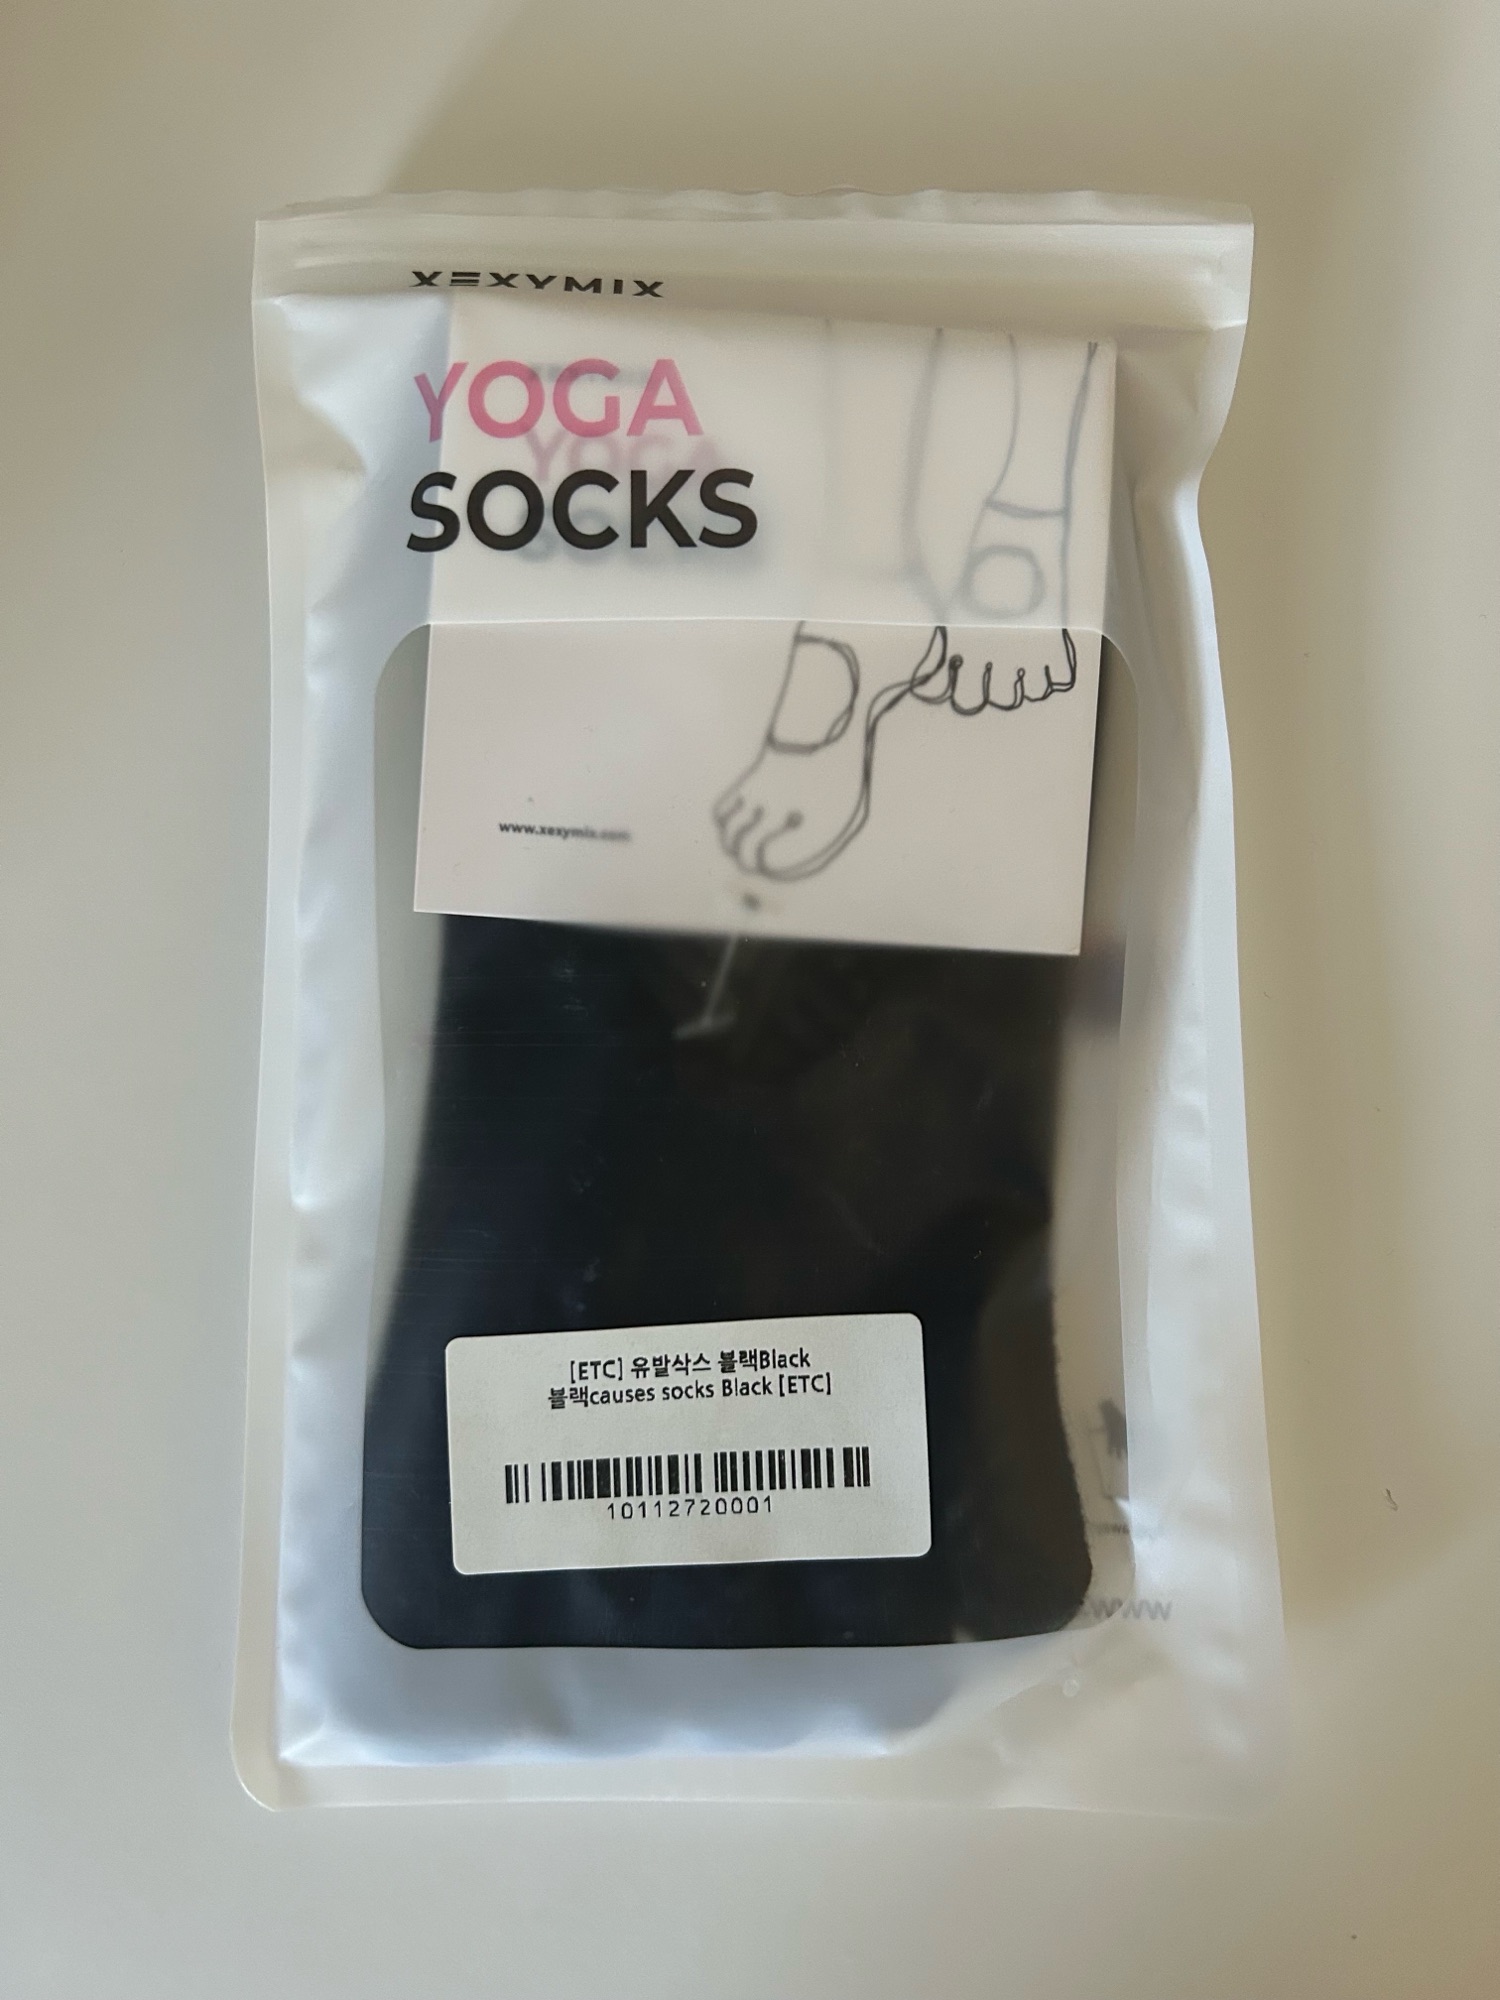 XEXYMIX
YOGA
SOCKS
www.xexymix.com
[ETC] 유발삭스 블랙Black
블랙causes socks Black [ETC]
10112720001